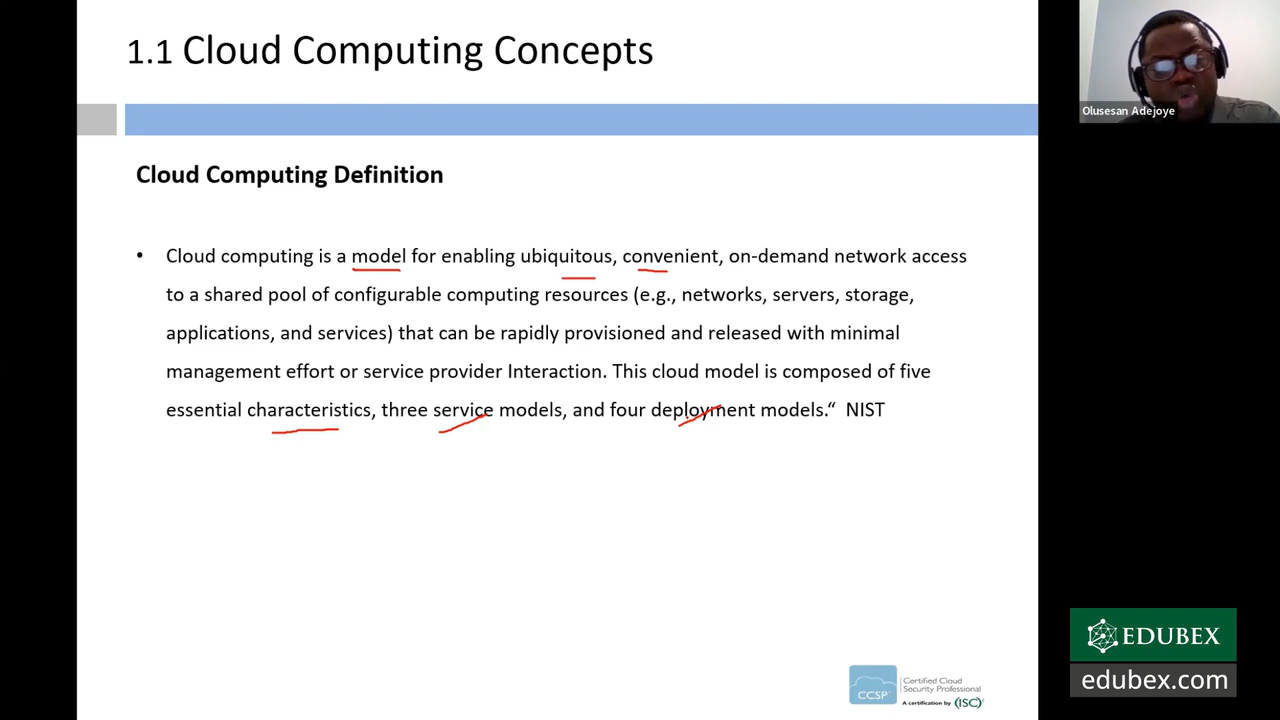 1.1 Cloud Computing Concepts
Olusesan Adejoye
Cloud Computing Definition
• Cloud computing is a model for enabling ubiquitous, convenient, on-demand network access
to a shared pool of configurable computing resources (e.g., networks, servers, storage,
applications, and services) that can be rapidly provisioned and released with minimal
management effort or service provider Interaction. This cloud model is composed of five
essential characteristics, three service models, and four deployment models.“ NIST
EDUBEX
edubex.com
CCSP
Certified Cloud
Security Professional
A certification by (ISC)²